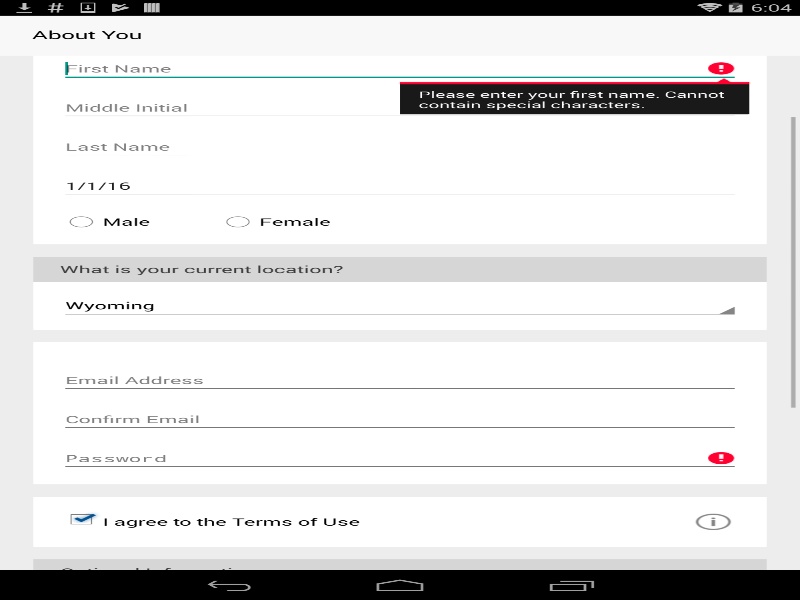 6:04
About You
First Name
Please enter your first name. Cannot
contain special characters.
Middle Initial
Last Name
1/1/16
Male Female
What is your current location?
Wyoming
Email Address
Confirm Email
Password
I agree to the Terms of Use